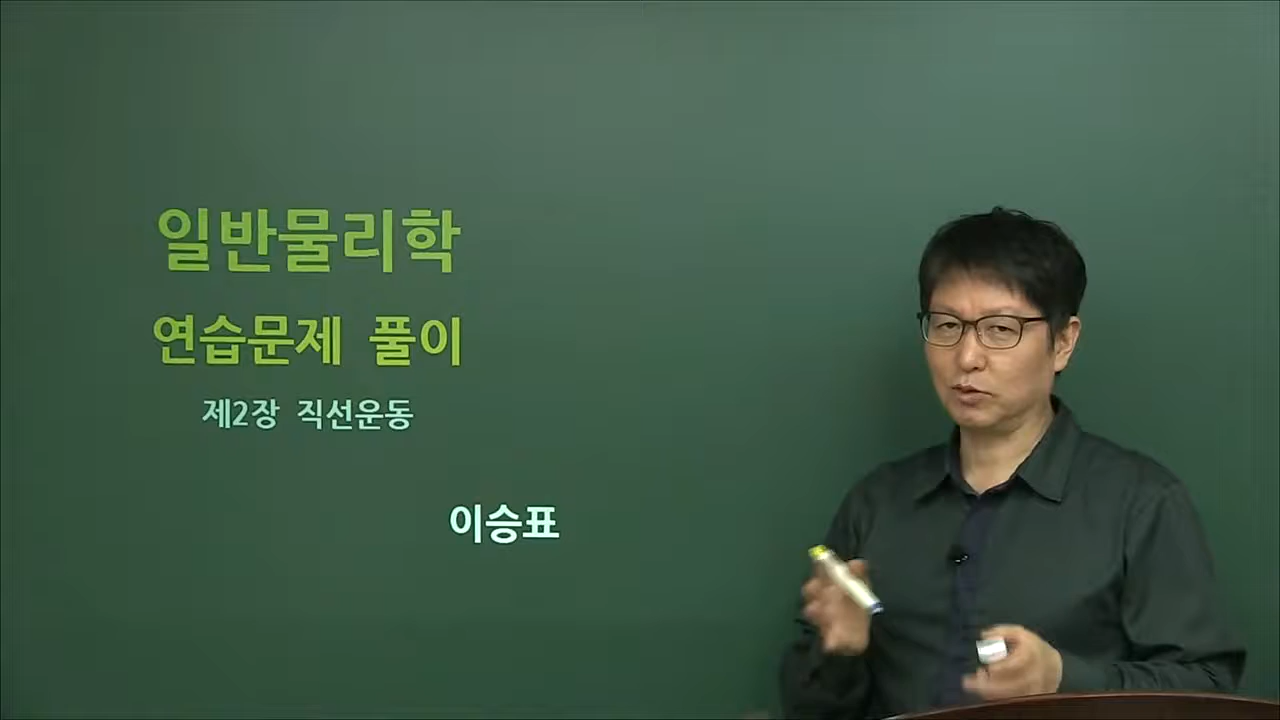 일반물리학
연습문제 풀이
제2장 직선운동
이승표